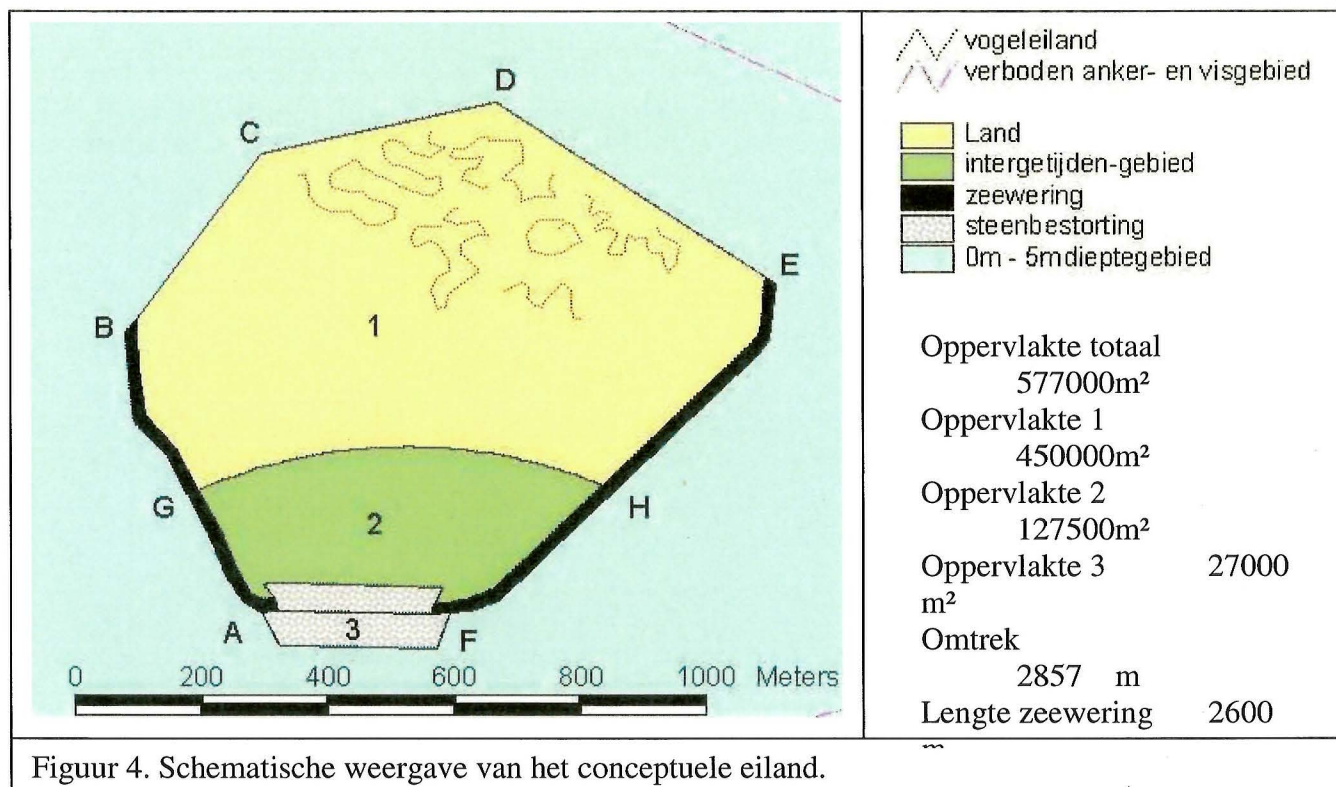 D
C
E
B
1
G
H
2
A
3
F
0 200 400 600 800 1000 Meters
vogeleiland
verboden anker- en visgebied
Land
intergetijden-gebied
zeewering
steenbestorting
0m - 5mdieptegebied
Oppervlakte totaal
577000m²
Oppervlakte 1
450000m²
Oppervlakte 2
127500m²
Oppervlakte 3 27000
m²
Omtrek
2857 m
Lengte zeewering 2600
Figuur 4. Schematische weergave van het conceptuele eiland.